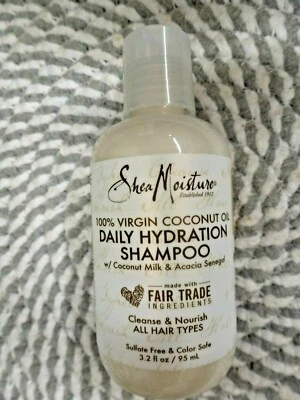 SheaMoisture
Established 1912
100% VIRGIN COCONUT OIL
DAILY HYDRATION
SHAMPOO
w/ Coconut Milk & Acacia Senegal
made with
FAIR TRADE
INGREDIENTS
Cleanse & Nourish
ALL HAIR TYPES
Sulfate Free & Color Safe
3.2 fl oz / 95 mL